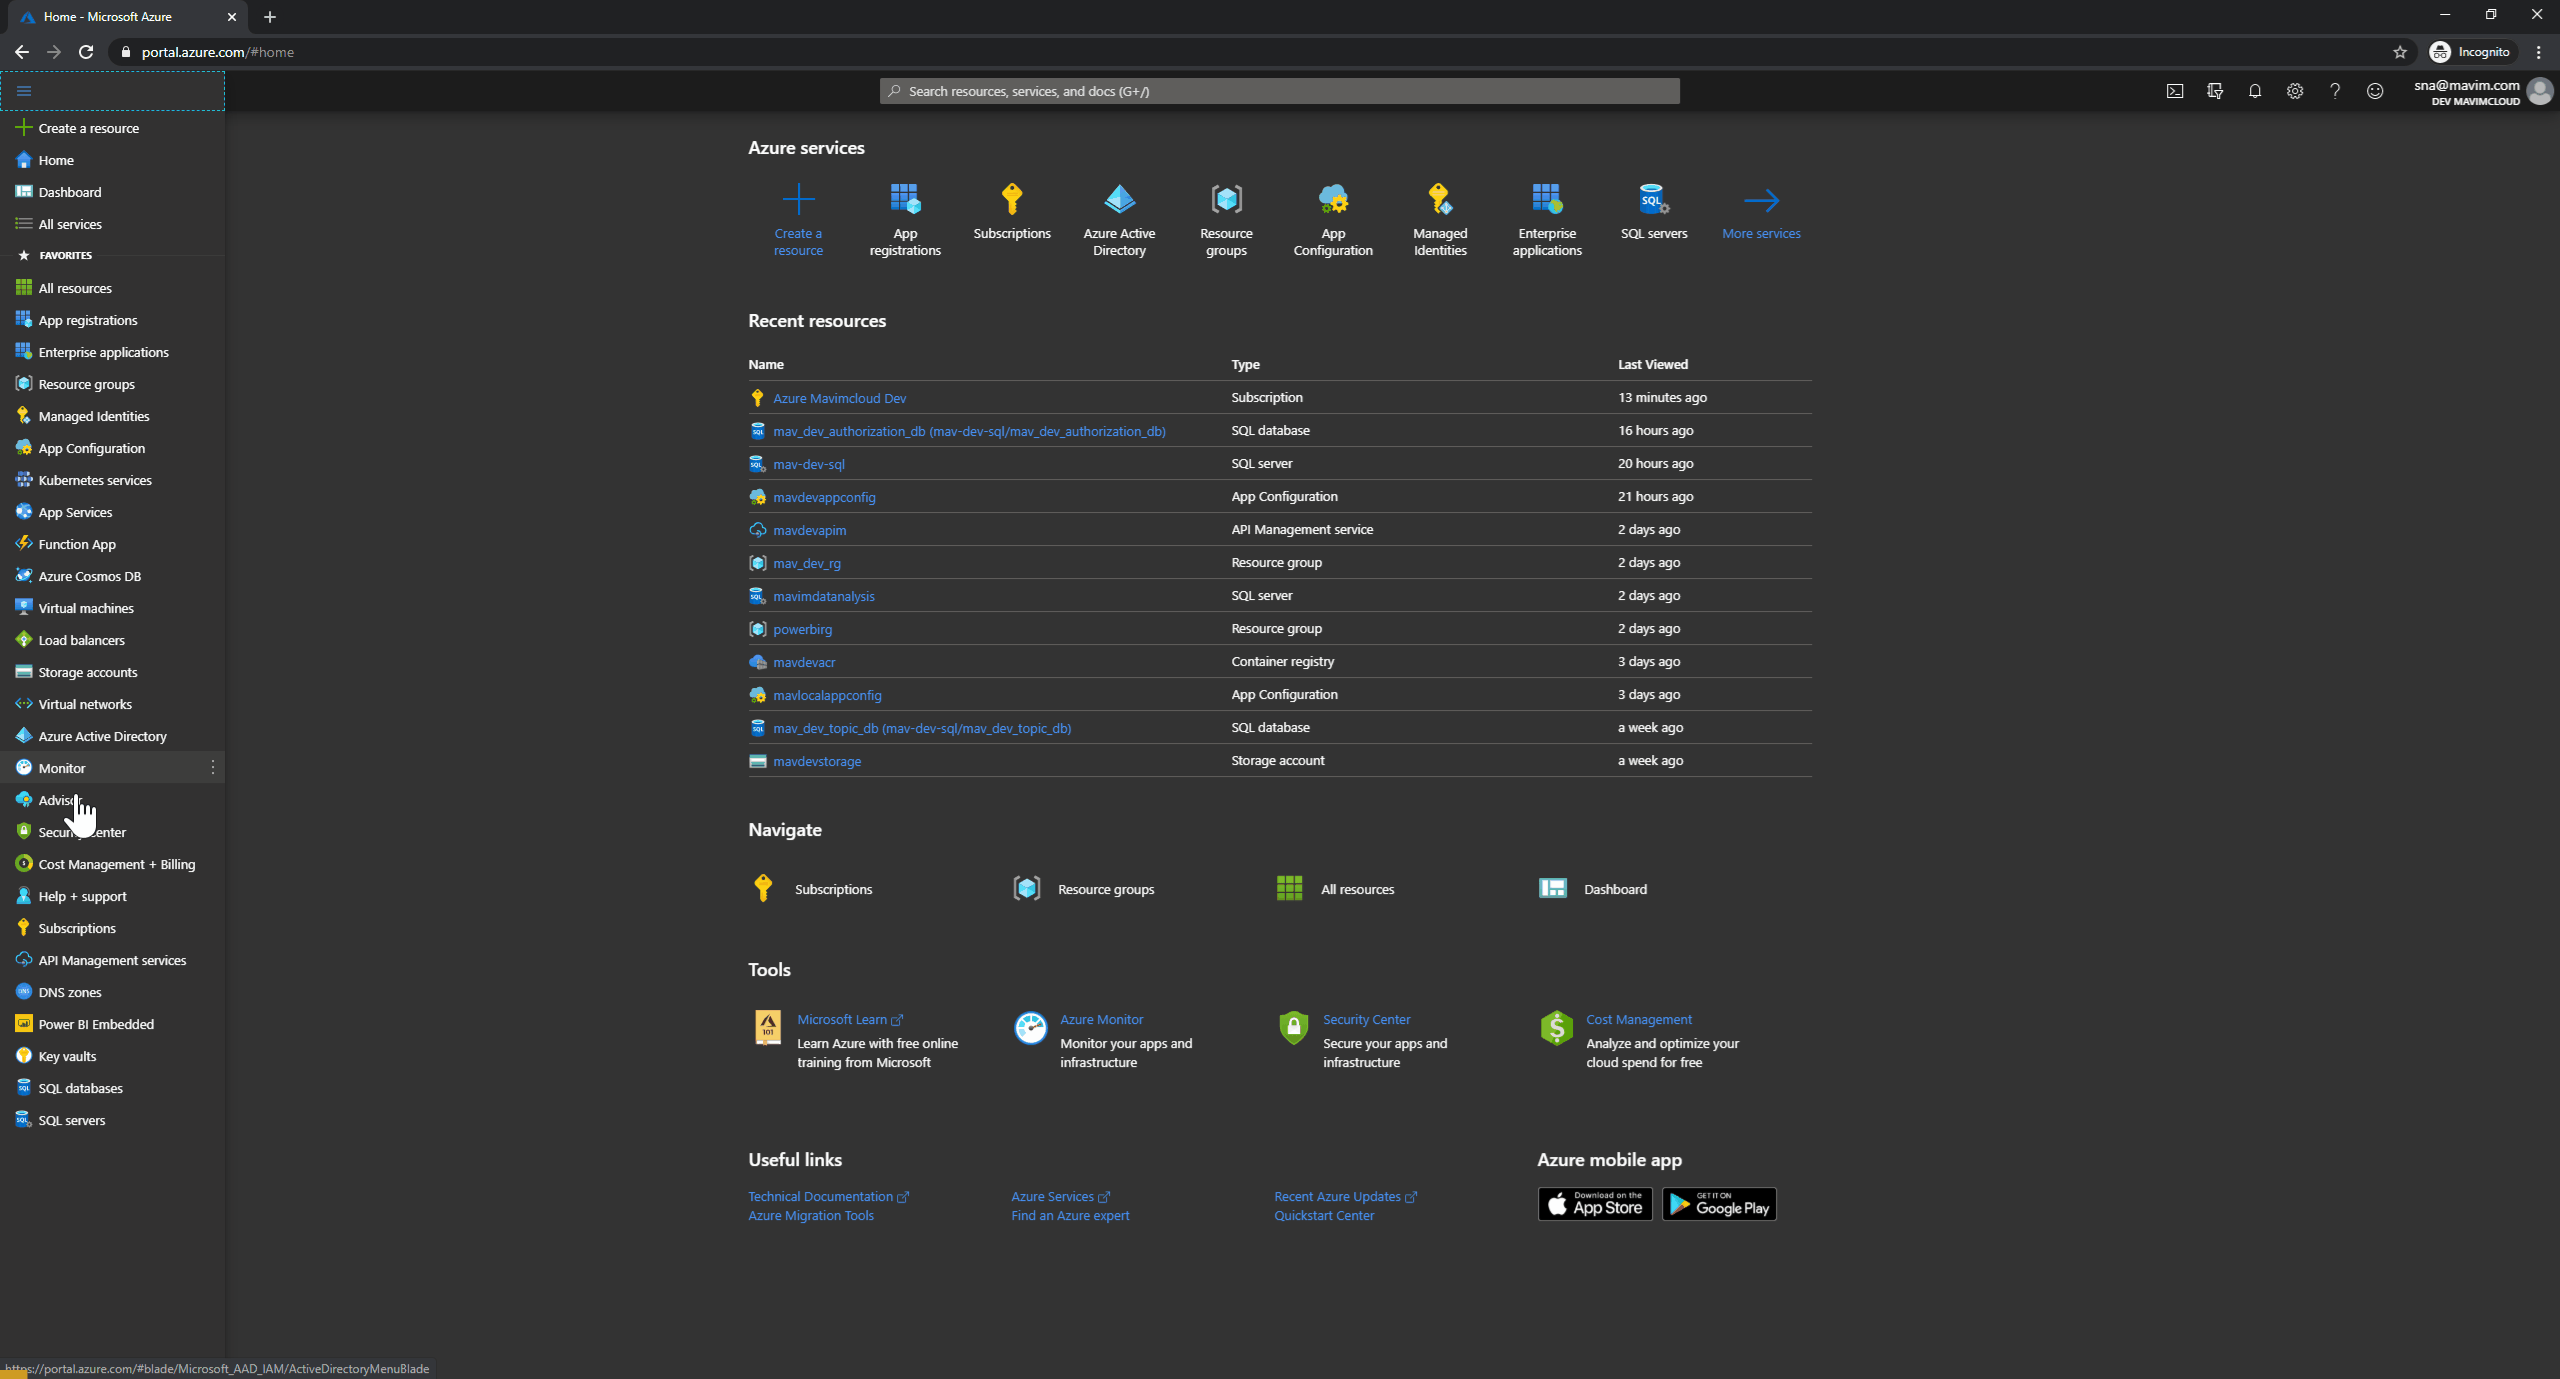 Home - Microsoft Azure
portal.azure.com/#home
Incognito
Search resources, services, and docs (G+/)
sna@mavim.com
DEV MAVIMCLOUD
Create a resource
Home
Dashboard
All services
FAVORITES
All resources
App registrations
Enterprise applications
Resource groups
Managed Identities
App Configuration
Kubernetes services
App Services
Function App
Azure Cosmos DB
Virtual machines
Load balancers
Storage accounts
Virtual networks
Azure Active Directory
Monitor
Advisor
Security Center
Cost Management + Billing
Help + support
Subscriptions
API Management services
DNS zones
Power BI Embedded
Key vaults
SQL databases
SQL servers
Azure services
Create a
resource
App
registrations
Subscriptions
Azure Active
Directory
Resource
groups
App
Configuration
Managed
Identities
Enterprise
applications
SQL servers
More services
Recent resources
Name Type Last Viewed
Azure Mavimcloud Dev Subscription 13 minutes ago
mav_dev_authorization_db (mav-dev-sql/mav_dev_authorization_db) SQL database 16 hours ago
mav-dev-sql SQL server 20 hours ago
mavdevappconfig App Configuration 21 hours ago
mavdevapim API Management service 2 days ago
mav_dev_rg Resource group 2 days ago
mavimdatanalysis SQL server 2 days ago
powerbirg Resource group 2 days ago
mavdevacr Container registry 3 days ago
mavlocalappconfig App Configuration 3 days ago
mav_dev_topic_db (mav-dev-sql/mav_dev_topic_db) SQL database a week ago
mavdevstorage Storage account a week ago
Navigate
Subscriptions Resource groups All resources Dashboard
Tools
Microsoft Learn
Learn Azure with free online
training from Microsoft
Azure Monitor
Monitor your apps and
infrastructure
Security Center
Secure your apps and
infrastructure
Cost Management
Analyze and optimize your
cloud spend for free
Useful links
Technical Documentation
Azure Migration Tools
Azure Services
Find an Azure expert
Recent Azure Updates
Quickstart Center
Azure mobile app
Download on the
App Store
GET IT ON
Google Play
https://portal.azure.com/#blade/Microsoft_AAD_IAM/ActiveDirectoryMenuBlade